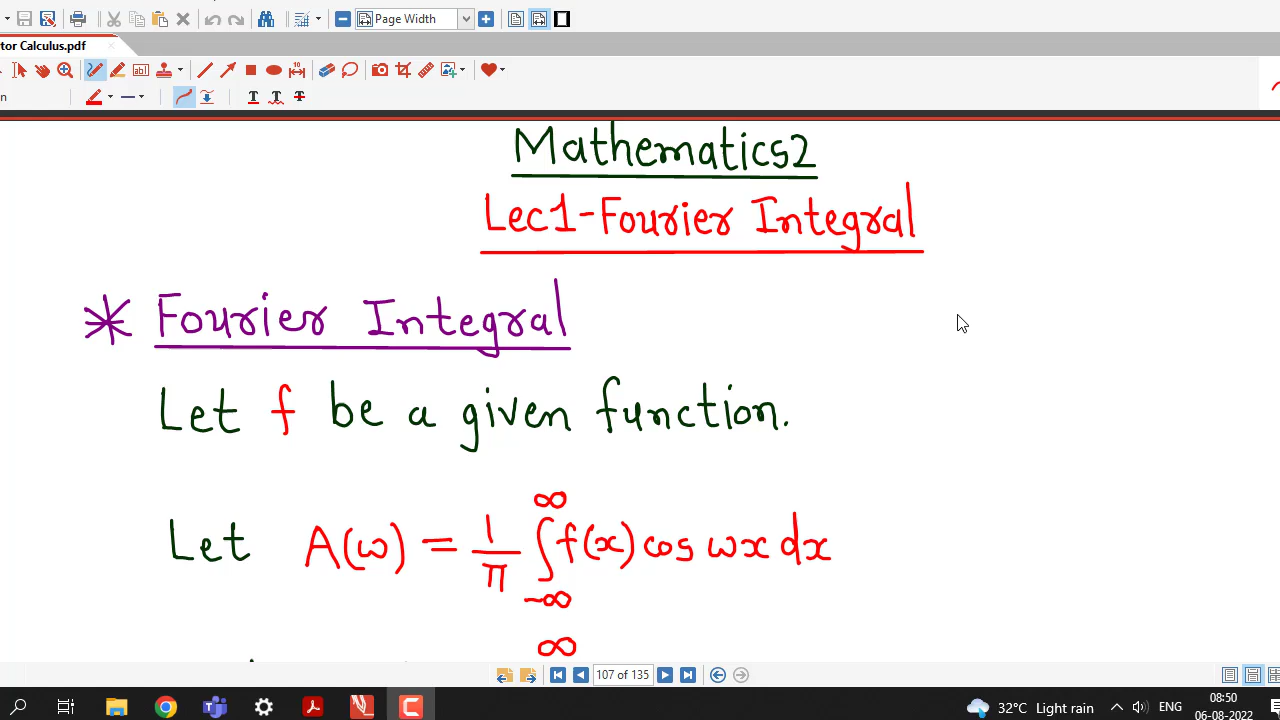 Page Width
tor Calculus.pdf
Mathematics2
Lec1-Fourier Integral
* Fourier Integral
Let f be a given function.
Let A(ω) = 1/π ∫_{-∞}^{∞} f(x) cos ωx dx
∞
107 of 135
32°C Light rain
ENG
08:50
06-08-2022